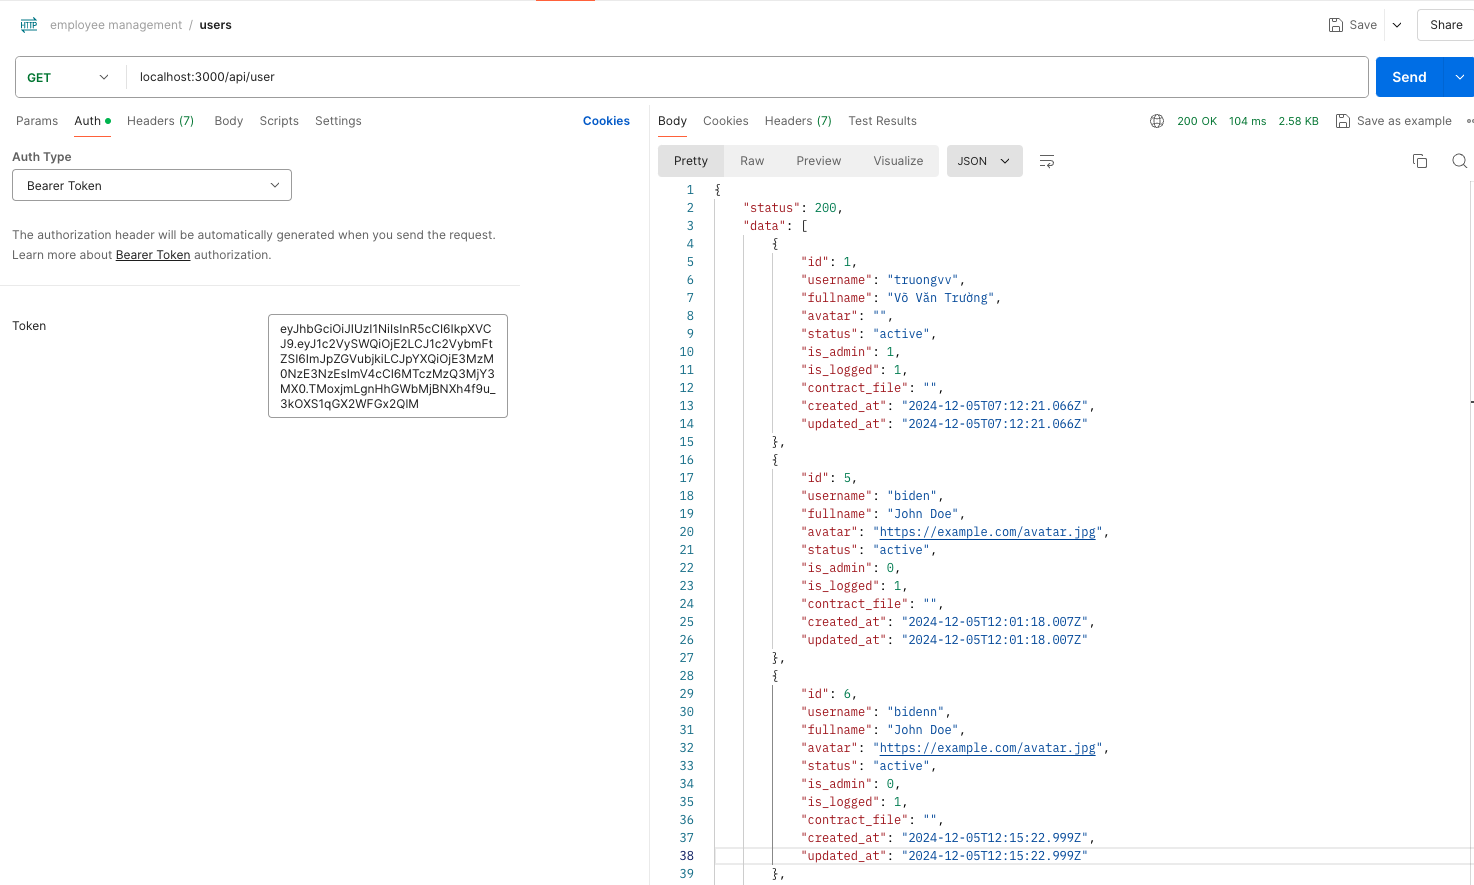 employee management / users
Save
Share
GET
localhost:3000/api/user
Send
Params Auth Headers (7) Body Scripts Settings Cookies
Body Cookies Headers (7) Test Results
200 OK 104 ms 2.58 KB Save as example
Auth Type
Bearer Token
The authorization header will be automatically generated when you send the request.
Learn more about Bearer Token authorization.
Token
eyJhbGciOiJIUzI1NiIsInR5cCI6IkpXVC
J9.eyJ1c2VySWQiOjE2LCJ1c2VybmFt
ZSI6ImJpZGVubjkiLCJpYXQiOjE3MzM
0NzE3NzEsImV4cCI6MTczMzQ3MjY3
MX0.TMoxjmLgnHhGWbMjBNXh4f9u_
3kOXS1qGX2WFGx2QIM
Pretty Raw Preview Visualize JSON
1 {
2 "status": 200,
3 "data": [
4 {
5 "id": 1,
6 "username": "truongvv",
7 "fullname": "Võ Văn Trường",
8 "avatar": "",
9 "status": "active",
10 "is_admin": 1,
11 "is_logged": 1,
12 "contract_file": "",
13 "created_at": "2024-12-05T07:12:21.066Z",
14 "updated_at": "2024-12-05T07:12:21.066Z"
15 },
16 {
17 "id": 5,
18 "username": "biden",
19 "fullname": "John Doe",
20 "avatar": "https://example.com/avatar.jpg",
21 "status": "active",
22 "is_admin": 0,
23 "is_logged": 1,
24 "contract_file": "",
25 "created_at": "2024-12-05T12:01:18.007Z",
26 "updated_at": "2024-12-05T12:01:18.007Z"
27 },
28 {
29 "id": 6,
30 "username": "bidenn",
31 "fullname": "John Doe",
32 "avatar": "https://example.com/avatar.jpg",
33 "status": "active",
34 "is_admin": 0,
35 "is_logged": 1,
36 "contract_file": "",
37 "created_at": "2024-12-05T12:15:22.999Z",
38 "updated_at": "2024-12-05T12:15:22.999Z"
39 },